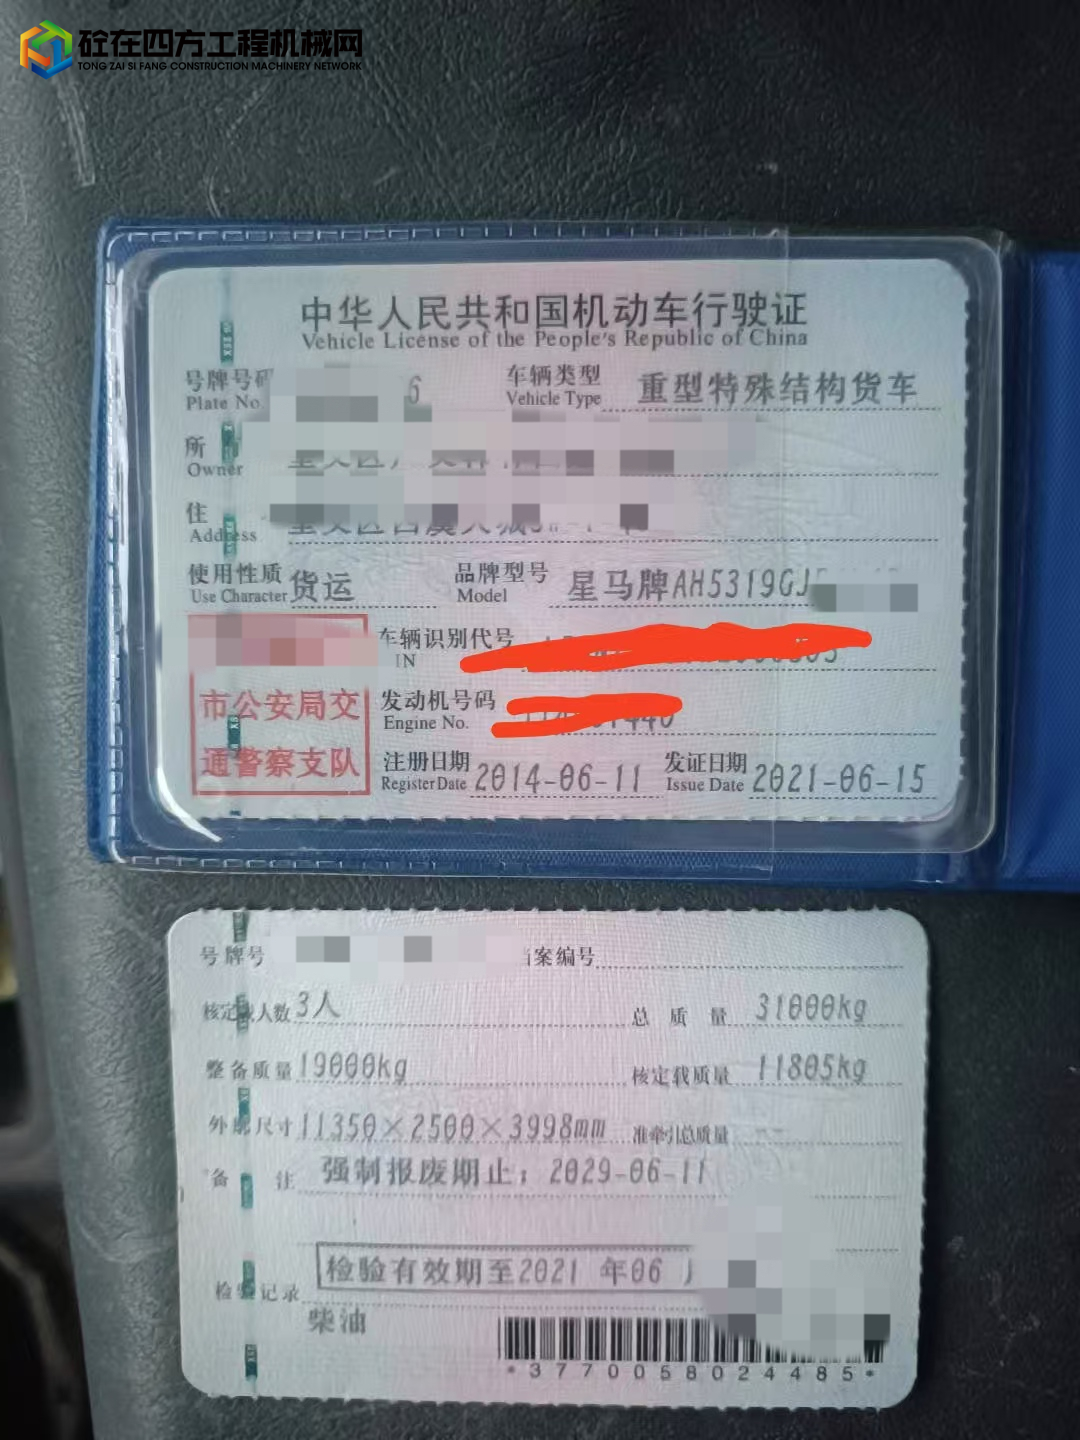 砼在四方工程机械网
TONG ZAI SI FANG CONSTRUCTION MACHINERY NETWORK
中华人民共和国机动车行驶证
Vehicle License of the People's Republic of China
号牌号码 6 车辆类型 重型特殊结构货车
Plate No. Vehicle Type
所
Owner
住
Address
使用性质 货运 品牌型号 星马牌AH5319GJ
Use Character Model
车辆识别代号
IN
市公安局交 发动机号码
Engine No.
通警察支队 注册日期 2014-06-11 发证日期 2021-06-15
Register Date Issue Date
号牌号 档案编号
核定载人数 3人 总质量 31000kg
整备质量 19000kg 核定载质量 11805kg
外廓尺寸 11350×2500×3998mm 准牵引总质量 --
备注 强制报废期止：2029-06-11
检验有效期至2021 年06
检验记录
柴油
*3770058024485*